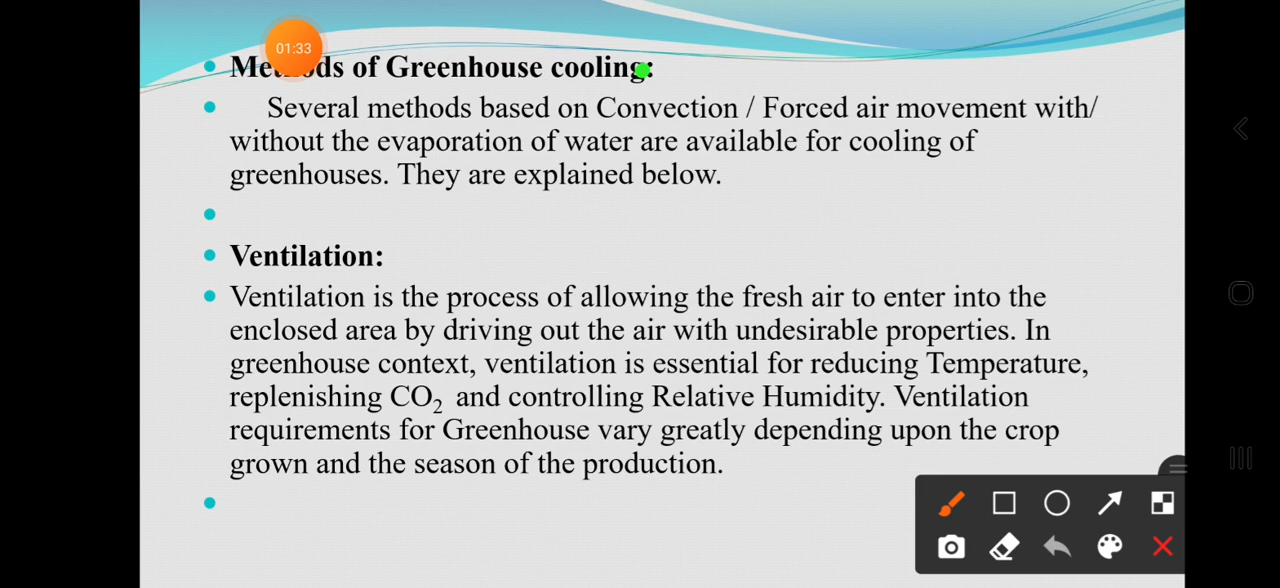 01:33
Methods of Greenhouse cooling:
Several methods based on Convection / Forced air movement with/
without the evaporation of water are available for cooling of
greenhouses. They are explained below.
Ventilation:
Ventilation is the process of allowing the fresh air to enter into the
enclosed area by driving out the air with undesirable properties. In
greenhouse context, ventilation is essential for reducing Temperature,
replenishing CO₂ and controlling Relative Humidity. Ventilation
requirements for Greenhouse vary greatly depending upon the crop
grown and the season of the production.